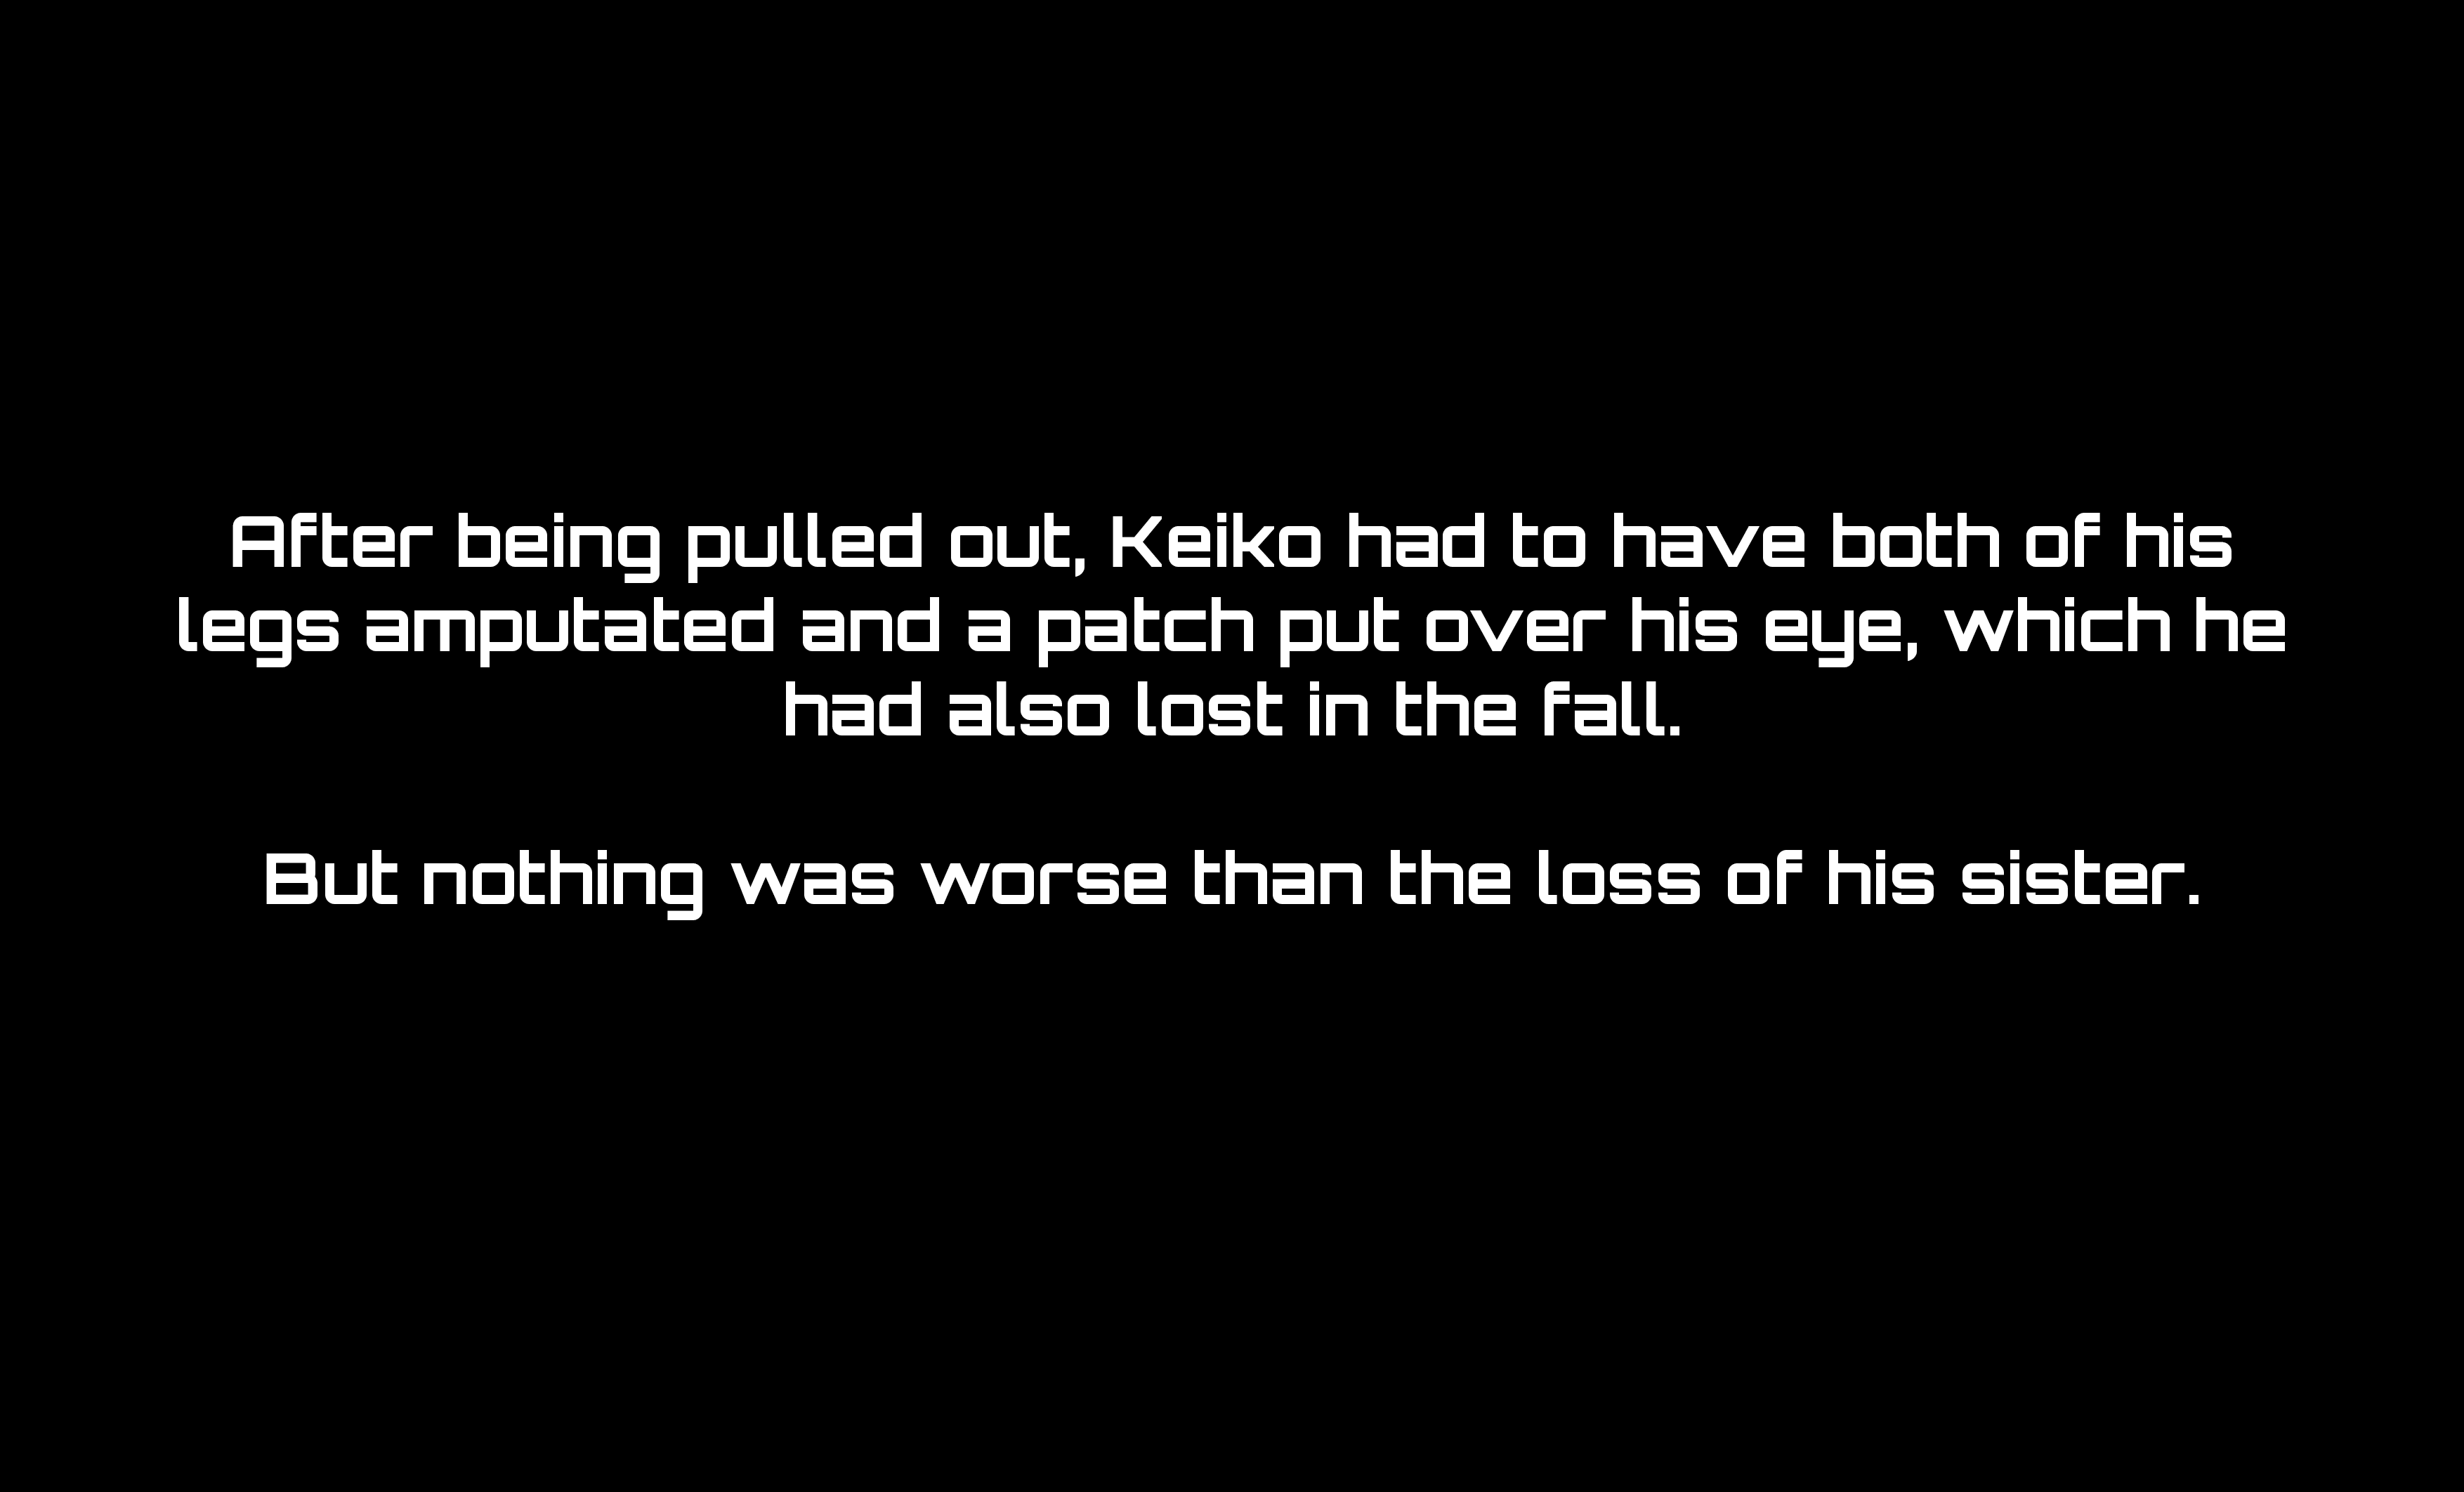 After being pulled out, Keiko had to have both of his
legs amputated and a patch put over his eye, which he
had also lost in the fall.
But nothing was worse than the loss of his sister.